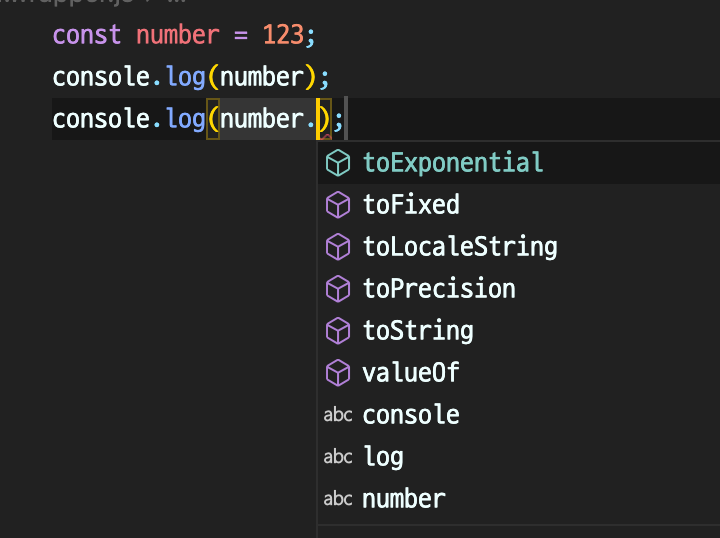 const number = 123;
console.log(number);
console.log(number.);
toExponential
toFixed
toLocaleString
toPrecision
toString
valueOf
abc console
abc log
abc number